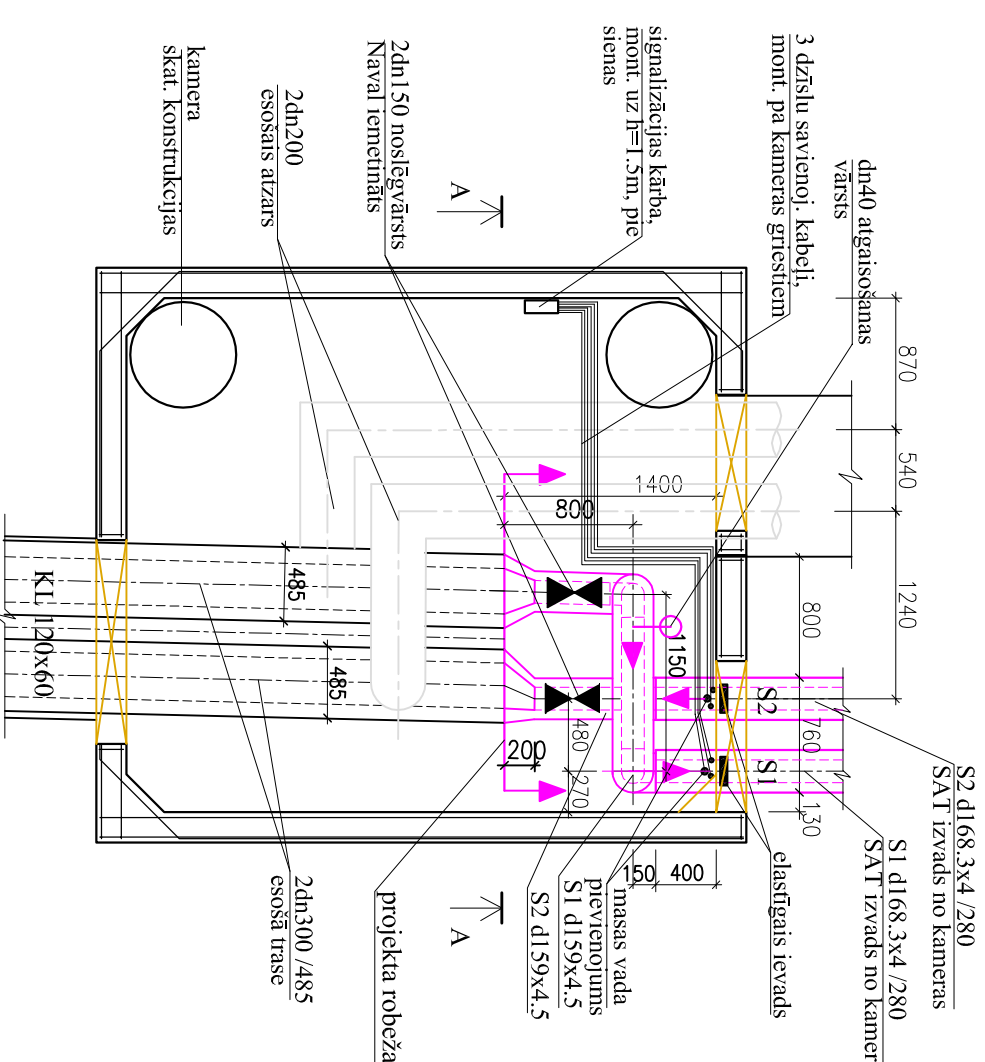 kamera
skat. konstrukcijas
2dn200
esošais atzars
2dn150 noslēgvārsts
Naval iemetināts
signalizācijas kārba,
mont. uz h=1.5m, pie
sienas
3 dzīslu savienoj. kabeļi,
mont. pa kameras griestiem
dn40 atgaisošanas
vārsts
A
A
870
540
1240
1400
800
800
1150
760
130
480
270
200
150
400
485
485
KL 120x60
S2
S1
S2 d168.3x4 /280
SAT izvads no kameras
S1 d168.3x4 /280
SAT izvads no kamer
elastīgais ievads
masas vada
pievienojums
S1 d159x4.5
S2 d159x4.5
projekta robeža
2dn300 /485
esošā trase